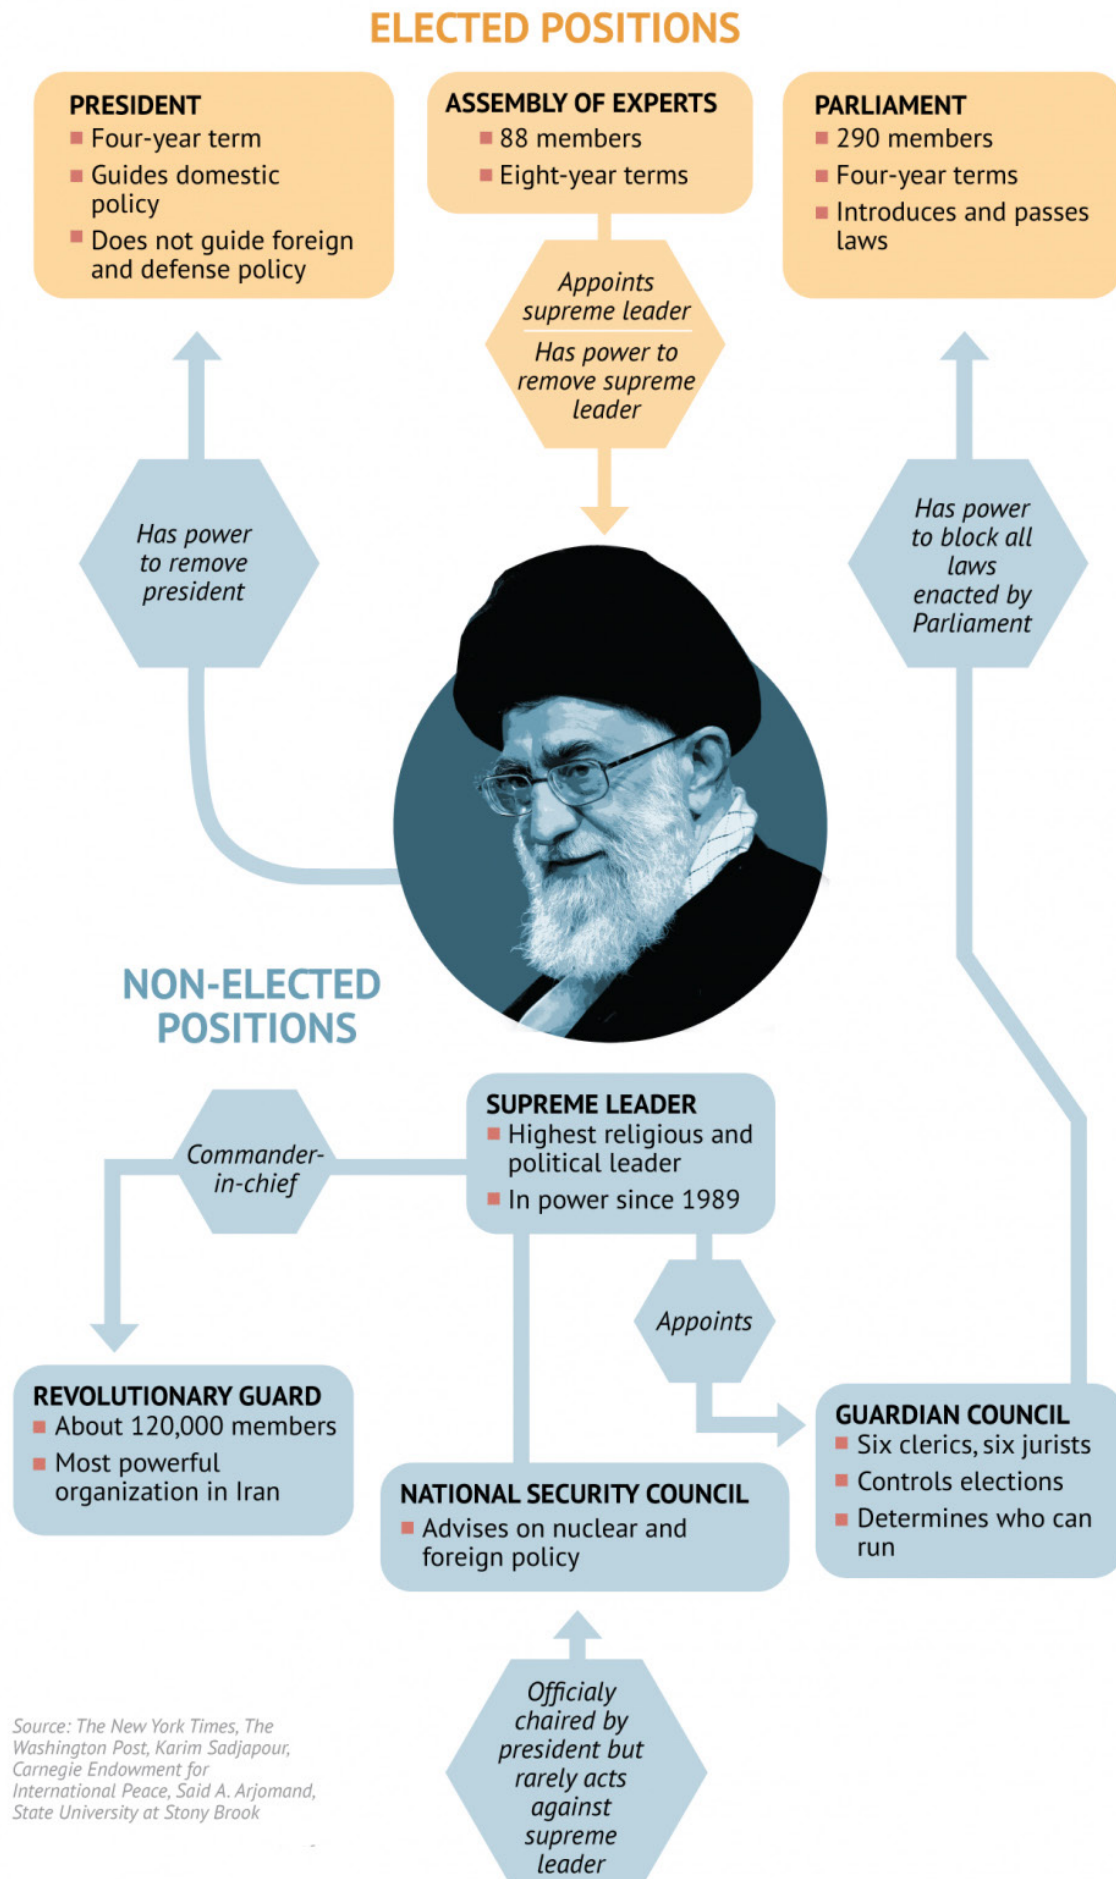 ELECTED POSITIONS
PRESIDENT
Four-year term
Guides domestic
policy
Does not guide foreign
and defense policy
ASSEMBLY OF EXPERTS
88 members
Eight-year terms
PARLIAMENT
290 members
Four-year terms
Introduces and passes
laws
Appoints
supreme leader
Has power to
remove supreme
leader
Has power
to remove
president
Has power
to block all
laws
enacted by
Parliament
NON-ELECTED
POSITIONS
SUPREME LEADER
Highest religious and
political leader
In power since 1989
Commander-
in-chief
Appoints
REVOLUTIONARY GUARD
About 120,000 members
Most powerful
organization in Iran
NATIONAL SECURITY COUNCIL
Advises on nuclear and
foreign policy
GUARDIAN COUNCIL
Six clerics, six jurists
Controls elections
Determines who can
run
Officialy
chaired by
president but
rarely acts
against
supreme
leader
Source: The New York Times, The
Washington Post, Karim Sadjapour,
Carnegie Endowment for
International Peace, Said A. Arjomand,
State University at Stony Brook